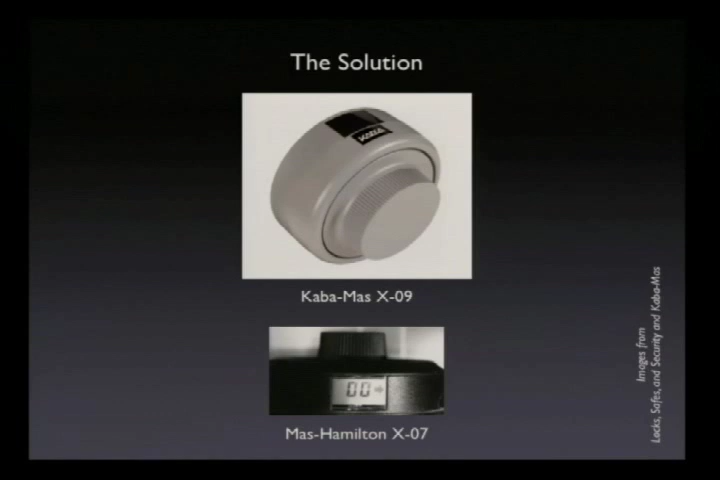 The Solution
KABA
Kaba-Mas X-09
00
Mas-Hamilton X-07
Images from
Locks, Safes, and Security and Kaba-Mas